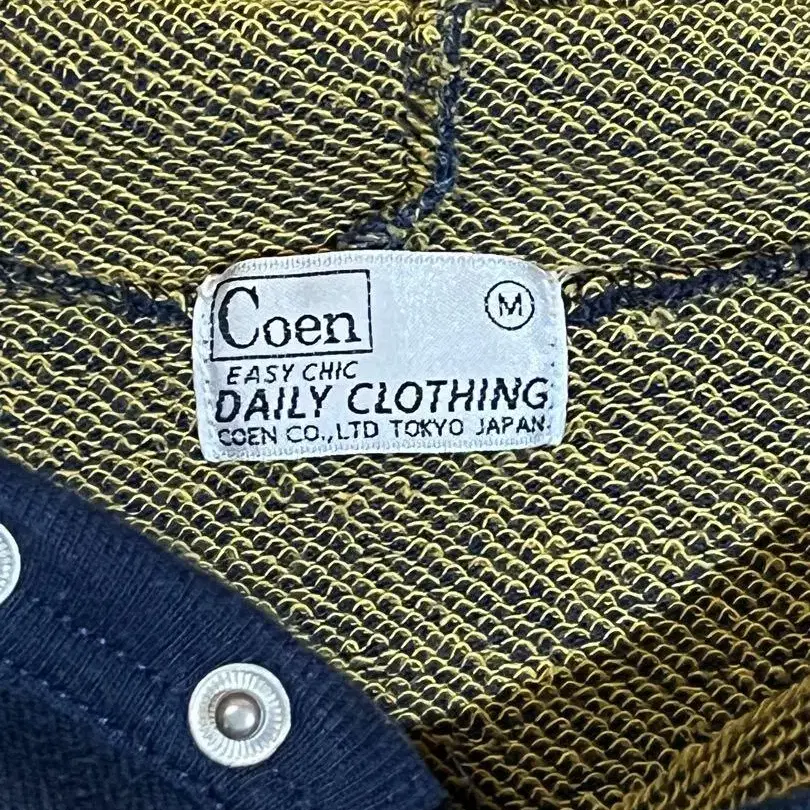 Coen
M
EASY CHIC
DAILY CLOTHING
COEN CO.,LTD TOKYO JAPAN.